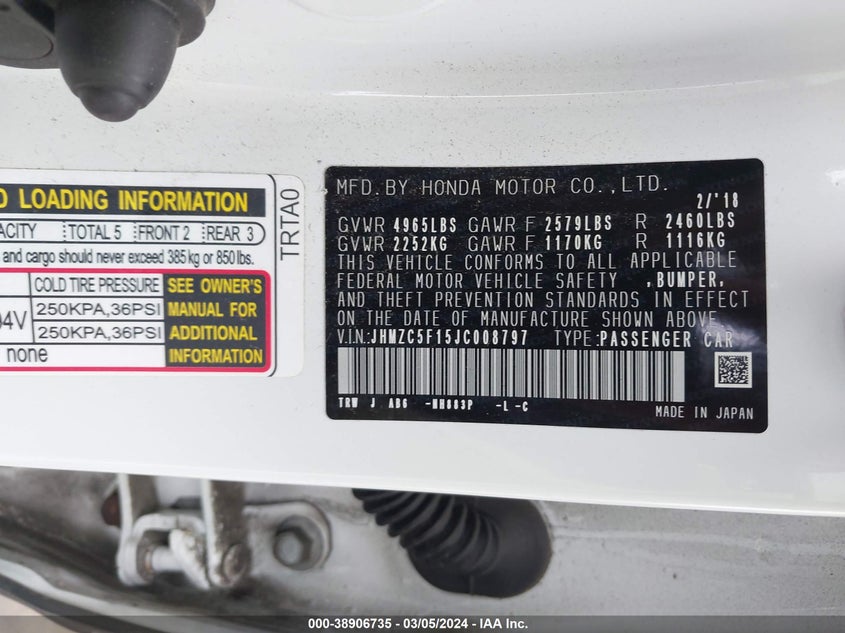 D LOADING INFORMATION
ACITY TOTAL 5 FRONT 2 REAR 3
and cargo should never exceed 385 kg or 850 lbs.
COLD TIRE PRESSURE SEE OWNER'S
250KPA,36PSI MANUAL FOR
04V 250KPA,36PSI ADDITIONAL
none INFORMATION
TRTA0
MFD.BY HONDA MOTOR CO.,LTD.
2/'18
GVWR 4965LBS GAWR F 2579LBS R 2460LBS
GVWR 2252KG GAWR F 1170KG R 1116KG
THIS VEHICLE CONFORMS TO ALL APPLICABLE
FEDERAL MOTOR VEHICLE SAFETY ,BUMPER,
AND THEFT PREVENTION STANDARDS IN EFFECT
ON THE DATE OF MANUFACTURE SHOWN ABOVE.
V.I.N:JHMZC5F15JC008797 TYPE:PASSENGER CAR
TRW J AB6 -NH883P -L -C
MADE IN JAPAN
000-38906735 - 03/05/2024 - IAA Inc.